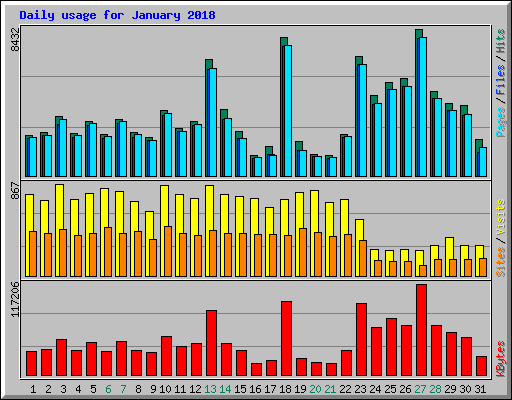 Daily usage for January 2018
8432
Pages / Files / Hits
867
Sites / Visits
117206
KBytes
1 2 3 4 5 6 7 8 9 10 11 12 13 14 15 16 17 18 19 20 21 22 23 24 25 26 27 28 29 30 31